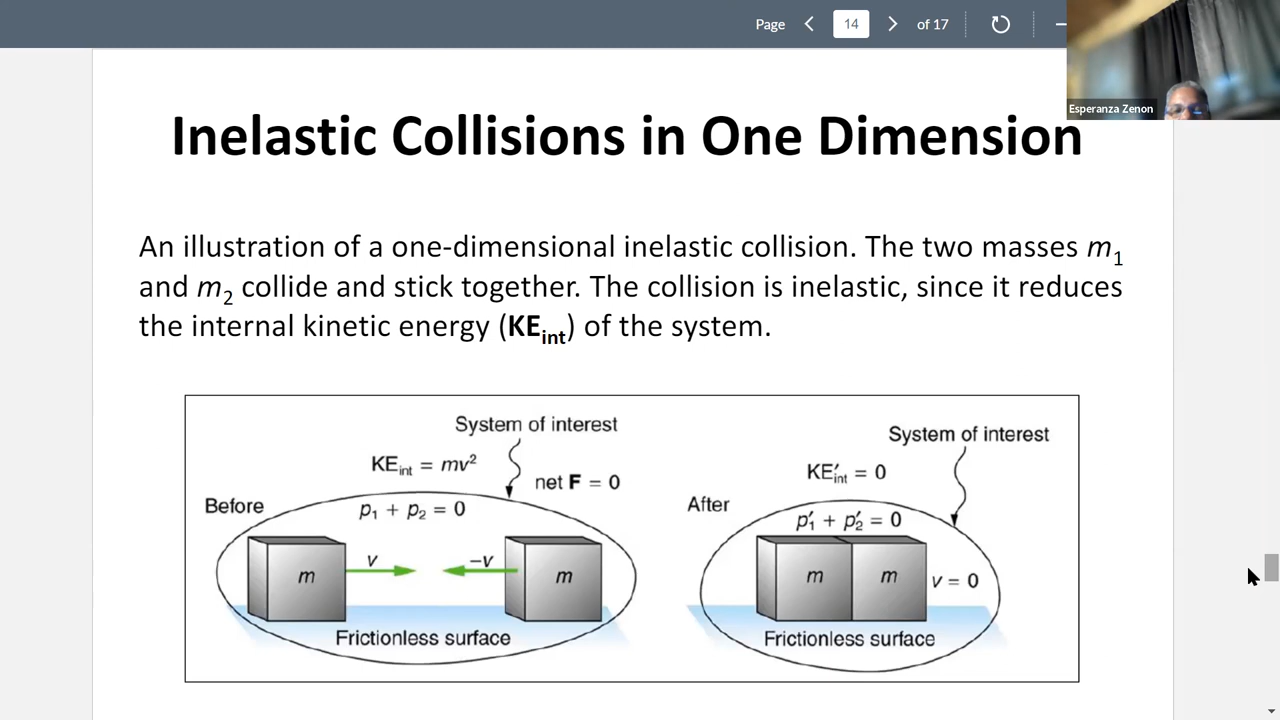 Page 14 of 17
Esperanza Zenon
Inelastic Collisions in One Dimension
An illustration of a one-dimensional inelastic collision. The two masses m₁
and m₂ collide and stick together. The collision is inelastic, since it reduces
the internal kinetic energy (KEint) of the system.
System of interest
KEint = mv²
net F = 0
Before
p₁ + p₂ = 0
v
–v
m
m
Frictionless surface
System of interest
KE′int = 0
After
p′₁ + p′₂ = 0
m
m
v = 0
Frictionless surface